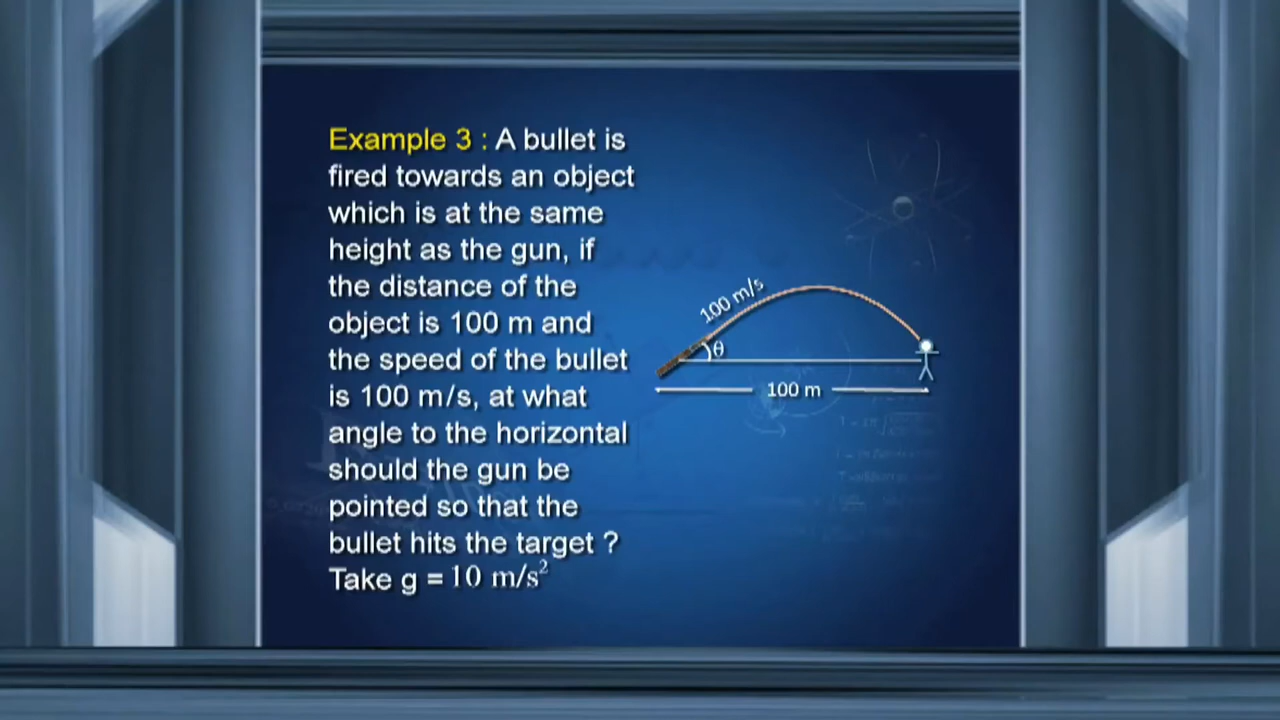 Example 3 : A bullet is
fired towards an object
which is at the same
height as the gun, if
the distance of the
object is 100 m and
the speed of the bullet
is 100 m/s, at what
angle to the horizontal
should the gun be
pointed so that the
bullet hits the target ?
Take g = 10 m/s²
100 m/s
θ
100 m